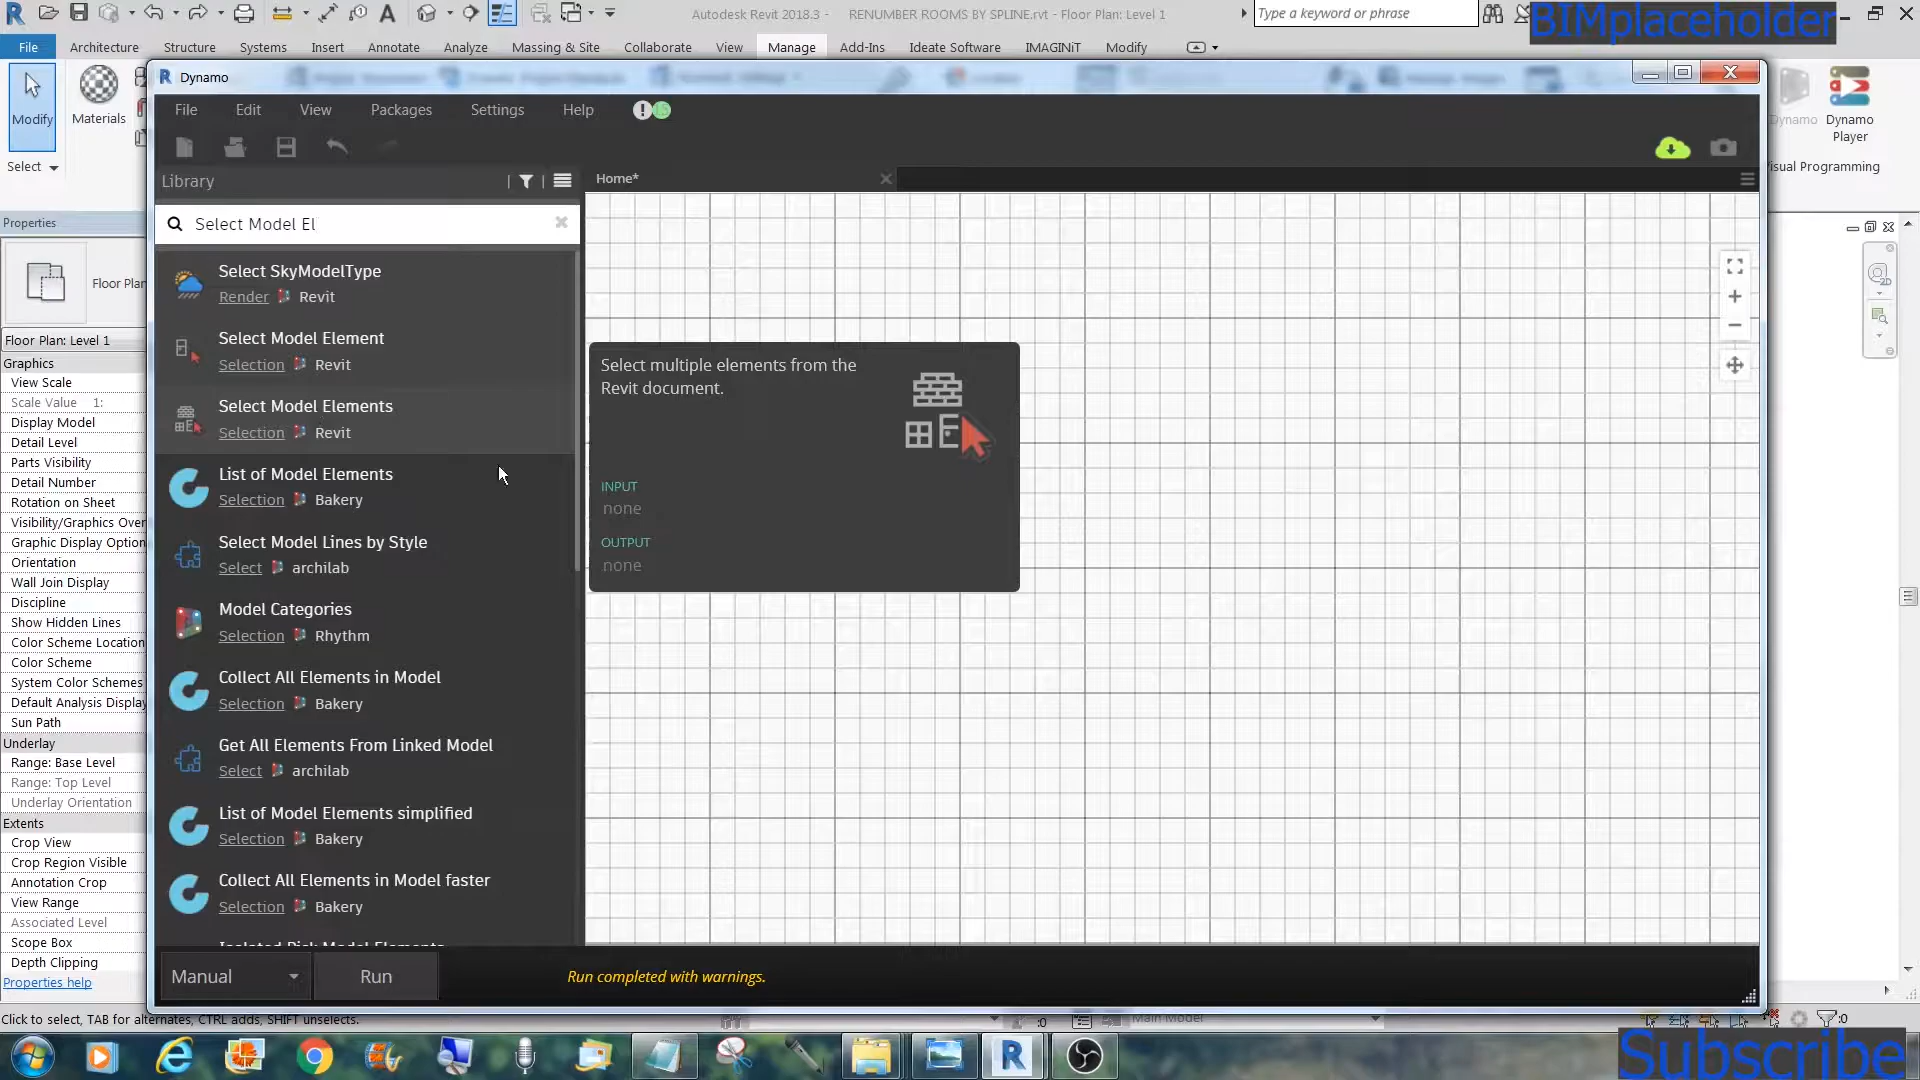 Autodesk Revit 2018.3 - RENUMBER ROOMS BY SPLINE.rvt - Floor Plan: Level 1
Type a keyword or phrase
BIMplaceholder
File Architecture Structure Systems Insert Annotate Analyze Massing & Site Collaborate View Manage Add-Ins Ideate Software IMAGINiT Modify
Modify
Materials
Select
Dynamo
Dynamo Player
Visual Programming
Dynamo
File Edit View Packages Settings Help
Library
Home*
Select Model El
Select SkyModelType
Render Revit
Select Model Element
Selection Revit
Select Model Elements
Selection Revit
List of Model Elements
Selection Bakery
Select Model Lines by Style
Select archilab
Model Categories
Selection Rhythm
Collect All Elements in Model
Selection Bakery
Get All Elements From Linked Model
Select archilab
List of Model Elements simplified
Selection Bakery
Collect All Elements in Model faster
Selection Bakery
Select multiple elements from the
Revit document.
INPUT
none
OUTPUT
none
Manual
Run
Run completed with warnings.
Properties
Floor Plan
Floor Plan: Level 1
Graphics
View Scale
Scale Value 1:
Display Model
Detail Level
Parts Visibility
Detail Number
Rotation on Sheet
Visibility/Graphics Over
Graphic Display Option
Orientation
Wall Join Display
Discipline
Show Hidden Lines
Color Scheme Location
Color Scheme
System Color Schemes
Default Analysis Display
Sun Path
Underlay
Range: Base Level
Range: Top Level
Underlay Orientation
Extents
Crop View
Crop Region Visible
Annotation Crop
View Range
Associated Level
Scope Box
Depth Clipping
Properties help
Click to select, TAB for alternates, CTRL adds, SHIFT unselects.
:0
Main Model
:0
Subscribe